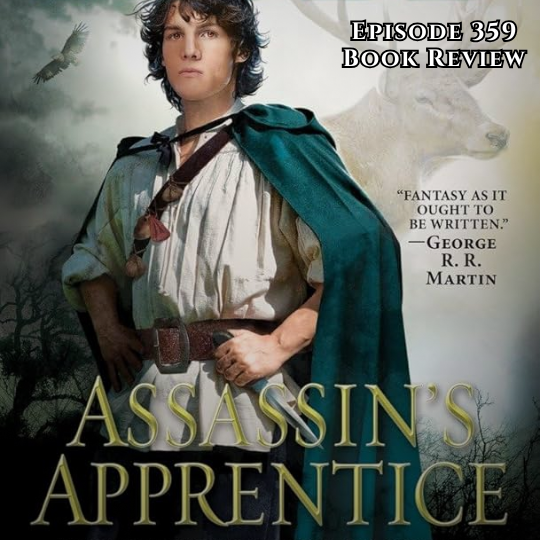 EPISODE 359
BOOK REVIEW
“FANTASY AS IT
OUGHT TO
BE WRITTEN.”
—GEORGE
R. R.
MARTIN
ASSASSIN'S
APPRENTICE